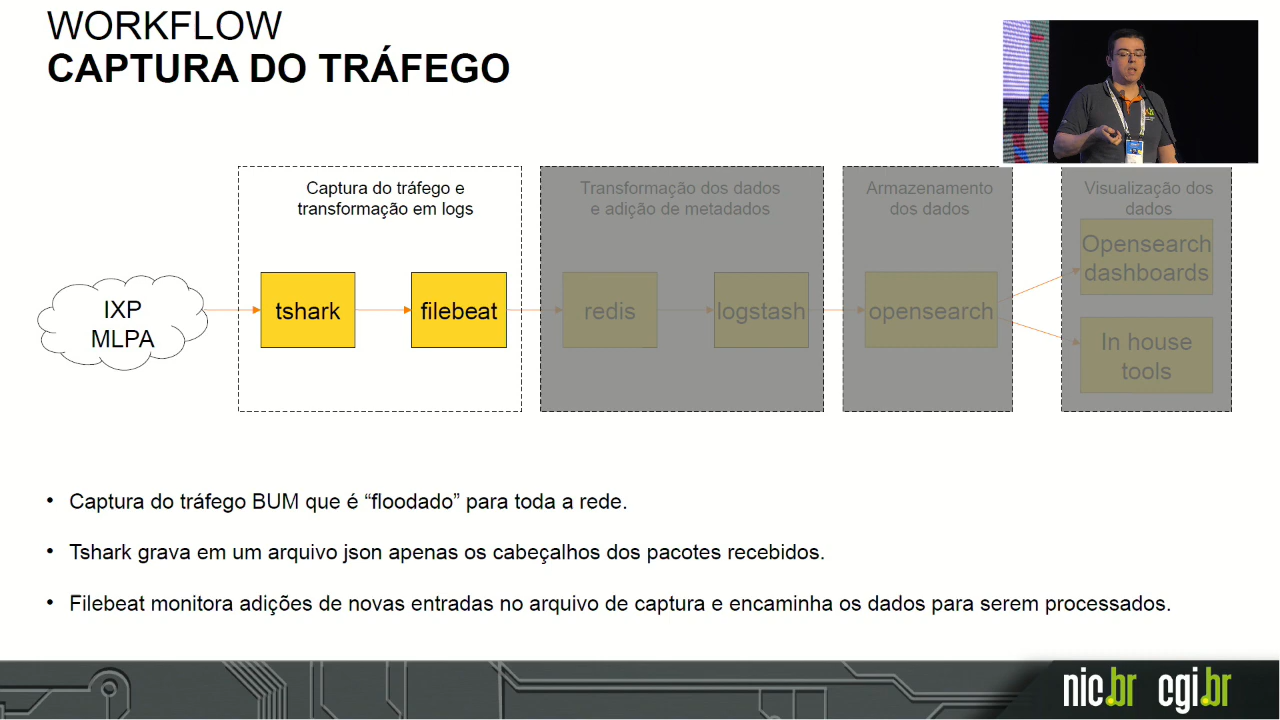 WORKFLOW
CAPTURA DO TRÁFEGO
Captura do tráfego e
transformação em logs
Transformação dos dados
e adição de metadados
Armazenamento
dos dados
Visualização dos
dados
IXP
MLPA
tshark
filebeat
redis
logstash
opensearch
Opensearch
dashboards
In house
tools
• Captura do tráfego BUM que é “floodado” para toda a rede.
• Tshark grava em um arquivo json apenas os cabeçalhos dos pacotes recebidos.
• Filebeat monitora adições de novas entradas no arquivo de captura e encaminha os dados para serem processados.
nic.br cgi.br